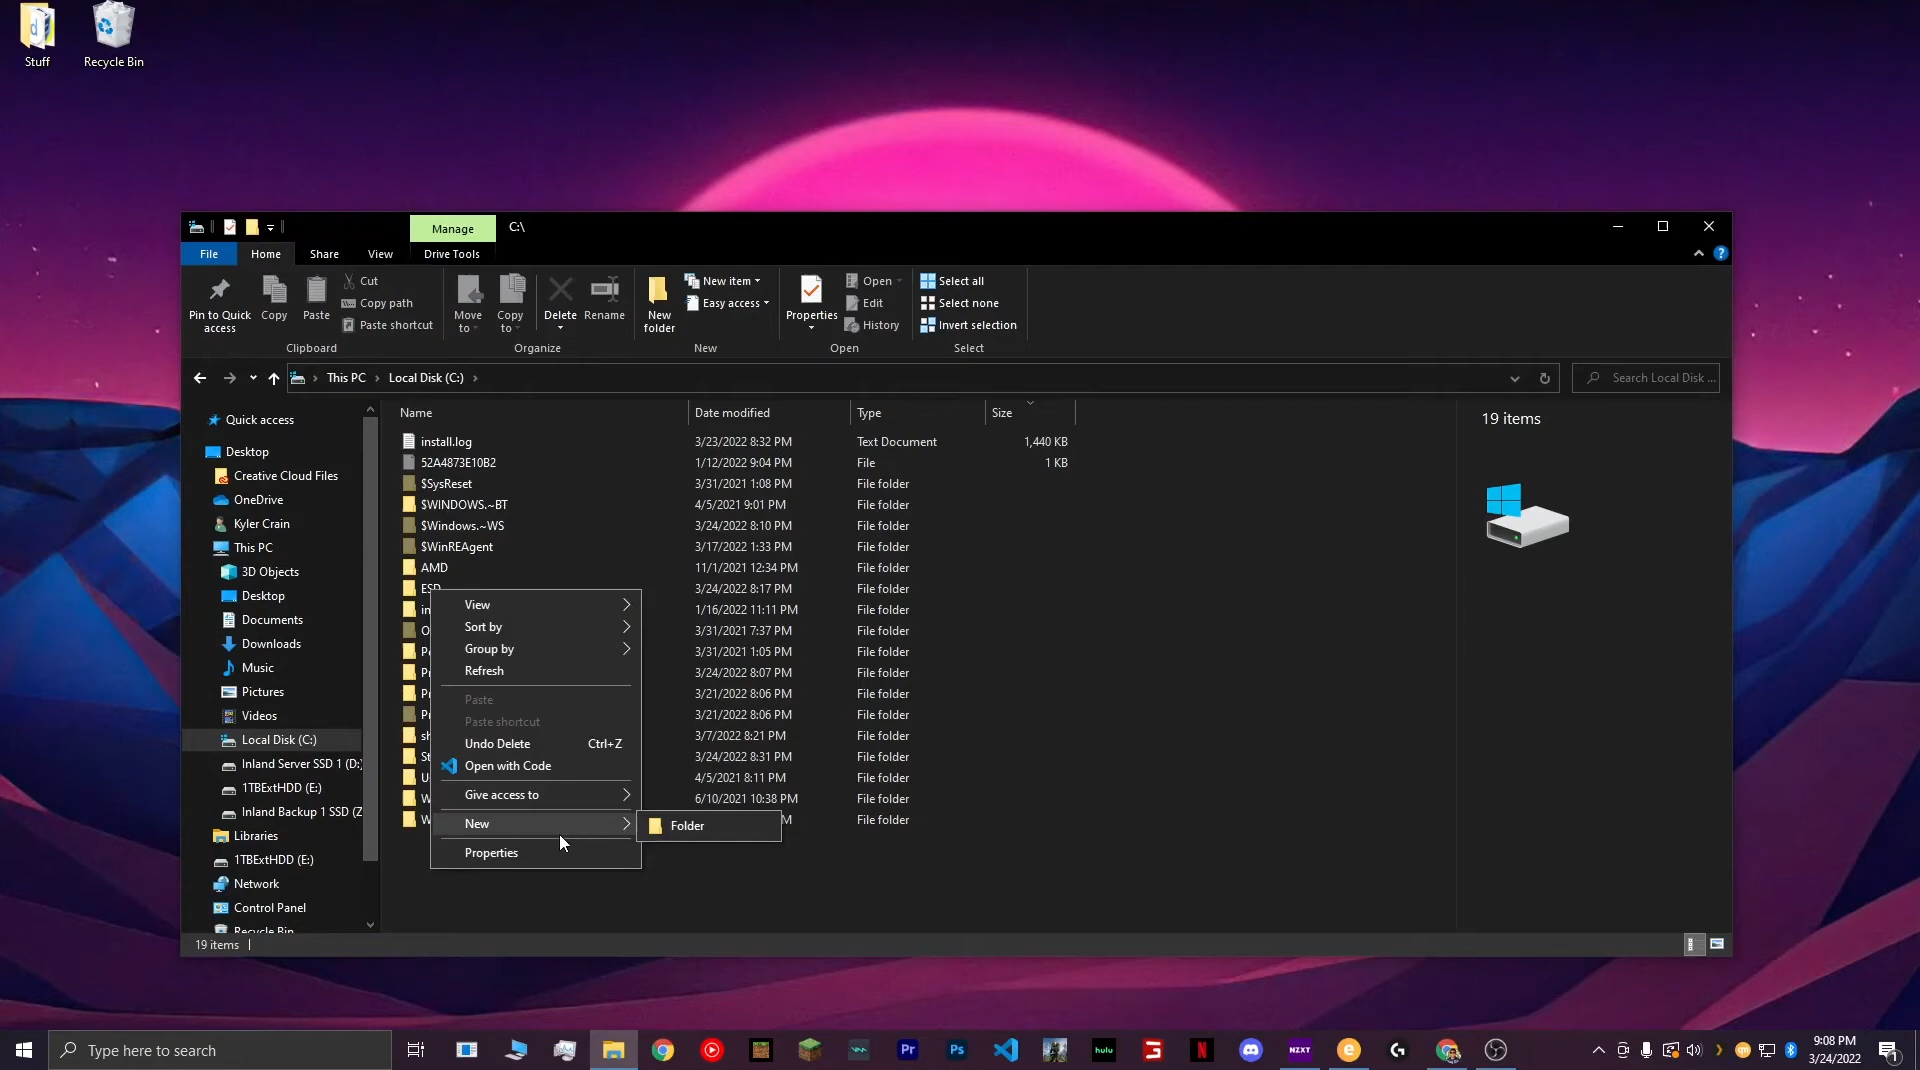 Stuff
Recycle Bin
Manage
C:\
File
Home
Share
View
Drive Tools
Pin to Quick access
Copy
Paste
Cut
Copy path
Paste shortcut
Clipboard
Move to
Copy to
Delete
Rename
Organize
New folder
New item
Easy access
New
Properties
Open
Edit
History
Open
Select all
Select none
Invert selection
Select
This PC
Local Disk (C:)
Search Local Disk ...
Quick access
Desktop
Creative Cloud Files
OneDrive
Kyler Crain
This PC
3D Objects
Desktop
Documents
Downloads
Music
Pictures
Videos
Local Disk (C:)
Inland Server SSD 1 (D:)
1TBExtHDD (E:)
Inland Backup 1 SSD (Z
Libraries
1TBExtHDD (E:)
Network
Control Panel
Recycle Bin
Name Date modified Type Size
install.log 3/23/2022 8:32 PM Text Document 1,440 KB
52A4873E10B2 1/12/2022 9:04 PM File 1 KB
$SysReset 3/31/2021 1:08 PM File folder
$WINDOWS.~BT 4/5/2021 9:01 PM File folder
$Windows.~WS 3/24/2022 8:10 PM File folder
$WinREAgent 3/17/2022 1:33 PM File folder
AMD 11/1/2021 12:34 PM File folder
ESD 3/24/2022 8:17 PM File folder
in 1/16/2022 11:11 PM File folder
O 3/31/2021 7:37 PM File folder
Pe 3/31/2021 1:05 PM File folder
Pr 3/24/2022 8:07 PM File folder
Pr 3/21/2022 8:06 PM File folder
Pr 3/21/2022 8:06 PM File folder
sh 3/7/2022 8:21 PM File folder
St 3/24/2022 8:31 PM File folder
U 4/5/2021 8:11 PM File folder
W 6/10/2021 10:38 PM File folder
W M File folder
View
Sort by
Group by
Refresh
Paste
Paste shortcut
Undo Delete Ctrl+Z
Open with Code
Give access to
New
Properties
Folder
19 items
19 items
Type here to search
Pr
Ps
hulu
N
NZXT
e
G
qm
9:08 PM
3/24/2022
1